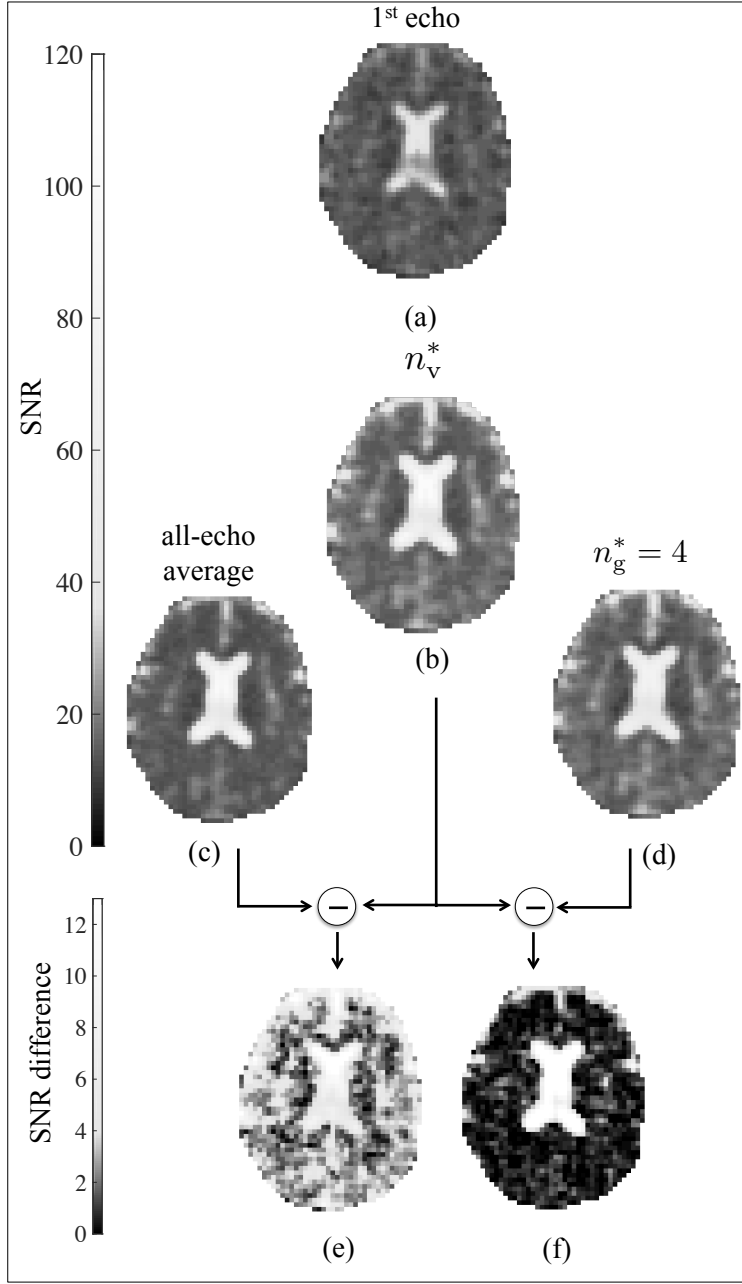 1st echo
120
100
80
60
40
20
0
SNR
(a)
n*v
all-echo
average
n*g = 4
(b)
(c)
(d)
−
−
12
10
8
6
4
2
0
SNR difference
(e)
(f)